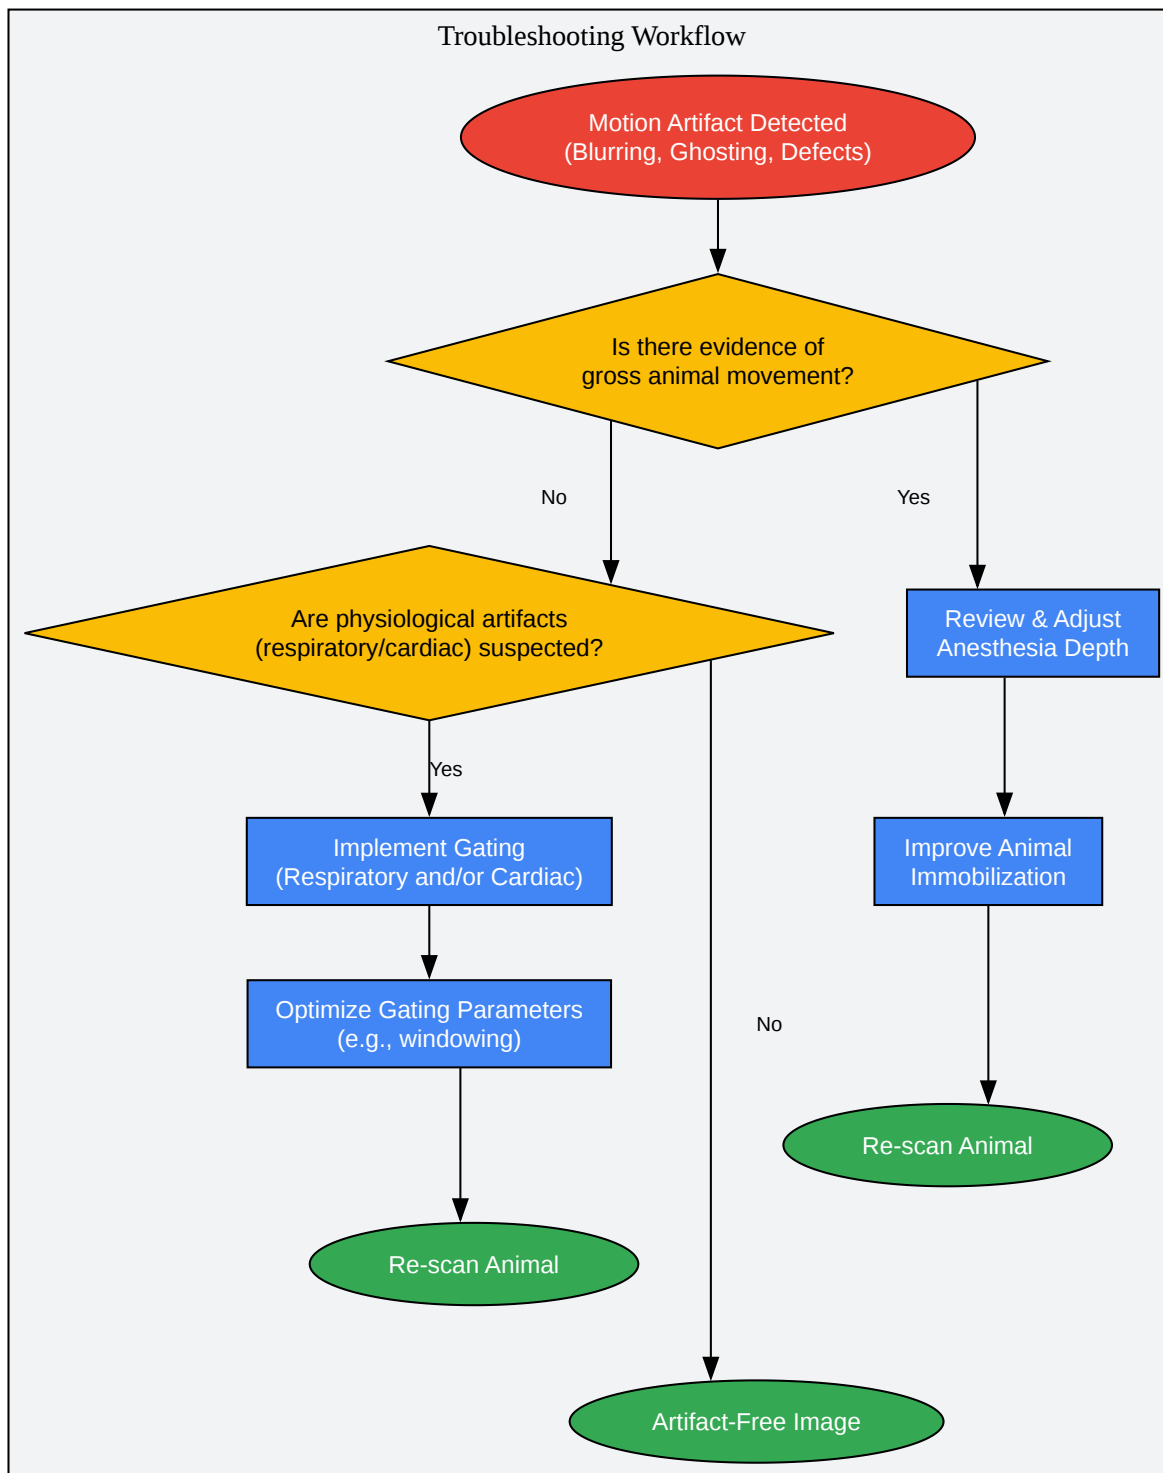 Troubleshooting Workflow
Motion Artifact Detected
(Blurring, Ghosting, Defects)
Is there evidence of
gross animal movement?
No
Yes
Are physiological artifacts
(respiratory/cardiac) suspected?
Review & Adjust
Anesthesia Depth
Yes
Implement Gating
(Respiratory and/or Cardiac)
Improve Animal
Immobilization
Optimize Gating Parameters
(e.g., windowing)
No
Re-scan Animal
Re-scan Animal
Artifact-Free Image